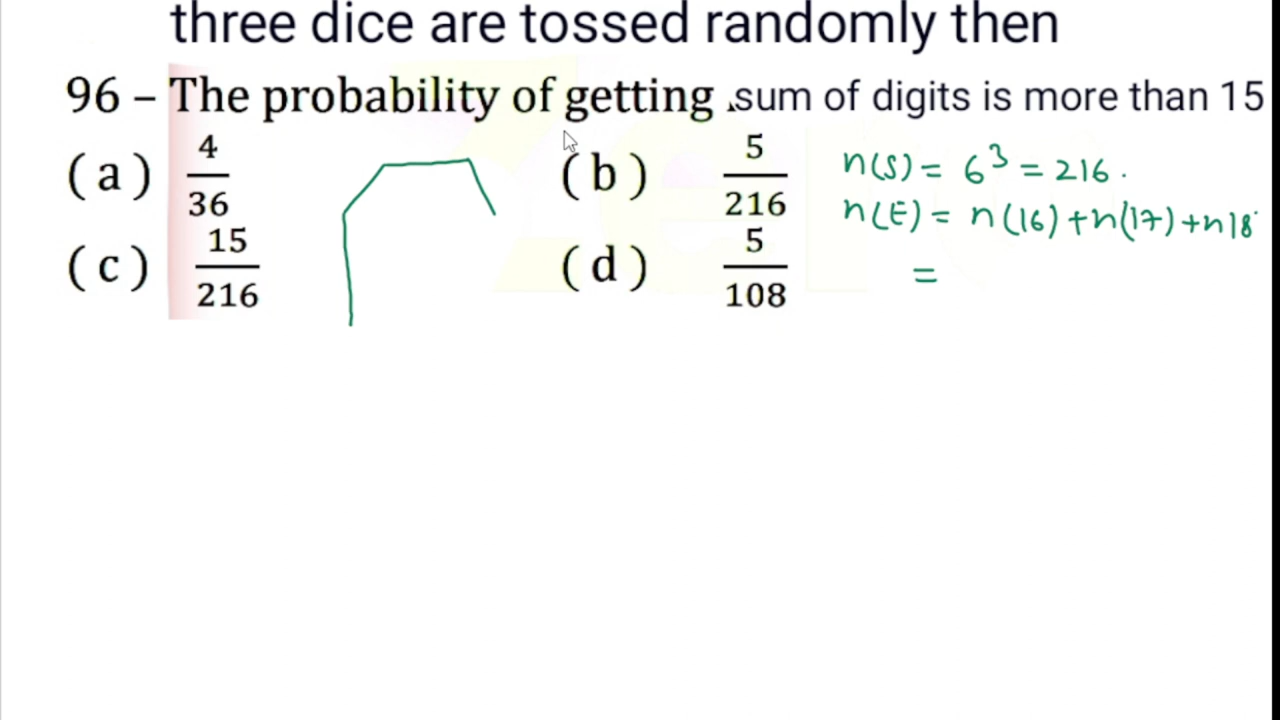 three dice are tossed randomly then
96 – The probability of getting sum of digits is more than 15
(a) 4/36 (b) 5/216
(c) 15/216 (d) 5/108
n(S) = 6³ = 216.
n(E) = n(16) + n(17) + n18
=